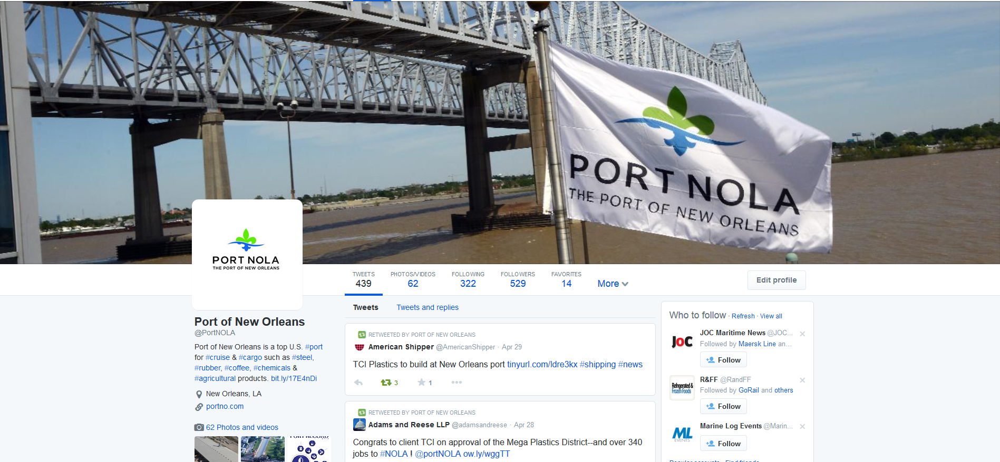 PORT NOLA
THE PORT OF NEW ORLEANS
PORT NOLA
THE PORT OF NEW ORLEANS
TWEETS
439
PHOTOS/VIDEOS
62
FOLLOWING
322
FOLLOWERS
529
FAVORITES
14
More
Edit profile
Port of New Orleans
@PortNOLA
Port of New Orleans is a top U.S. #port
for #cruise & #cargo such as #steel,
#rubber, #coffee, #chemicals &
#agricultural products. bit.ly/17E4nDi
New Orleans, LA
portno.com
62 Photos and videos
Tweets Tweets and replies
RETWEETED BY PORT OF NEW ORLEANS
American Shipper @AmericanShipper · Apr 29
TCI Plastics to build at New Orleans port tinyurl.com/ldre3kx #shipping #news
3 1
RETWEETED BY PORT OF NEW ORLEANS
Adams and Reese LLP @adamsandreese · Apr 28
Congrats to client TCI on approval of the Mega Plastics District--and over 340
jobs to #NOLA ! @portNOLA ow.ly/wggTT
Who to follow · Refresh · View all
JOC
JOC Maritime News @JOC...
Followed by Maersk Line an...
Follow
Refrigerated &
Frozen Foods
R&FF @RandFF
Followed by GoRail and others
Follow
ML
EVENTS
Marine Log Events @Marin...
Follow
Popular accounts · Find friends